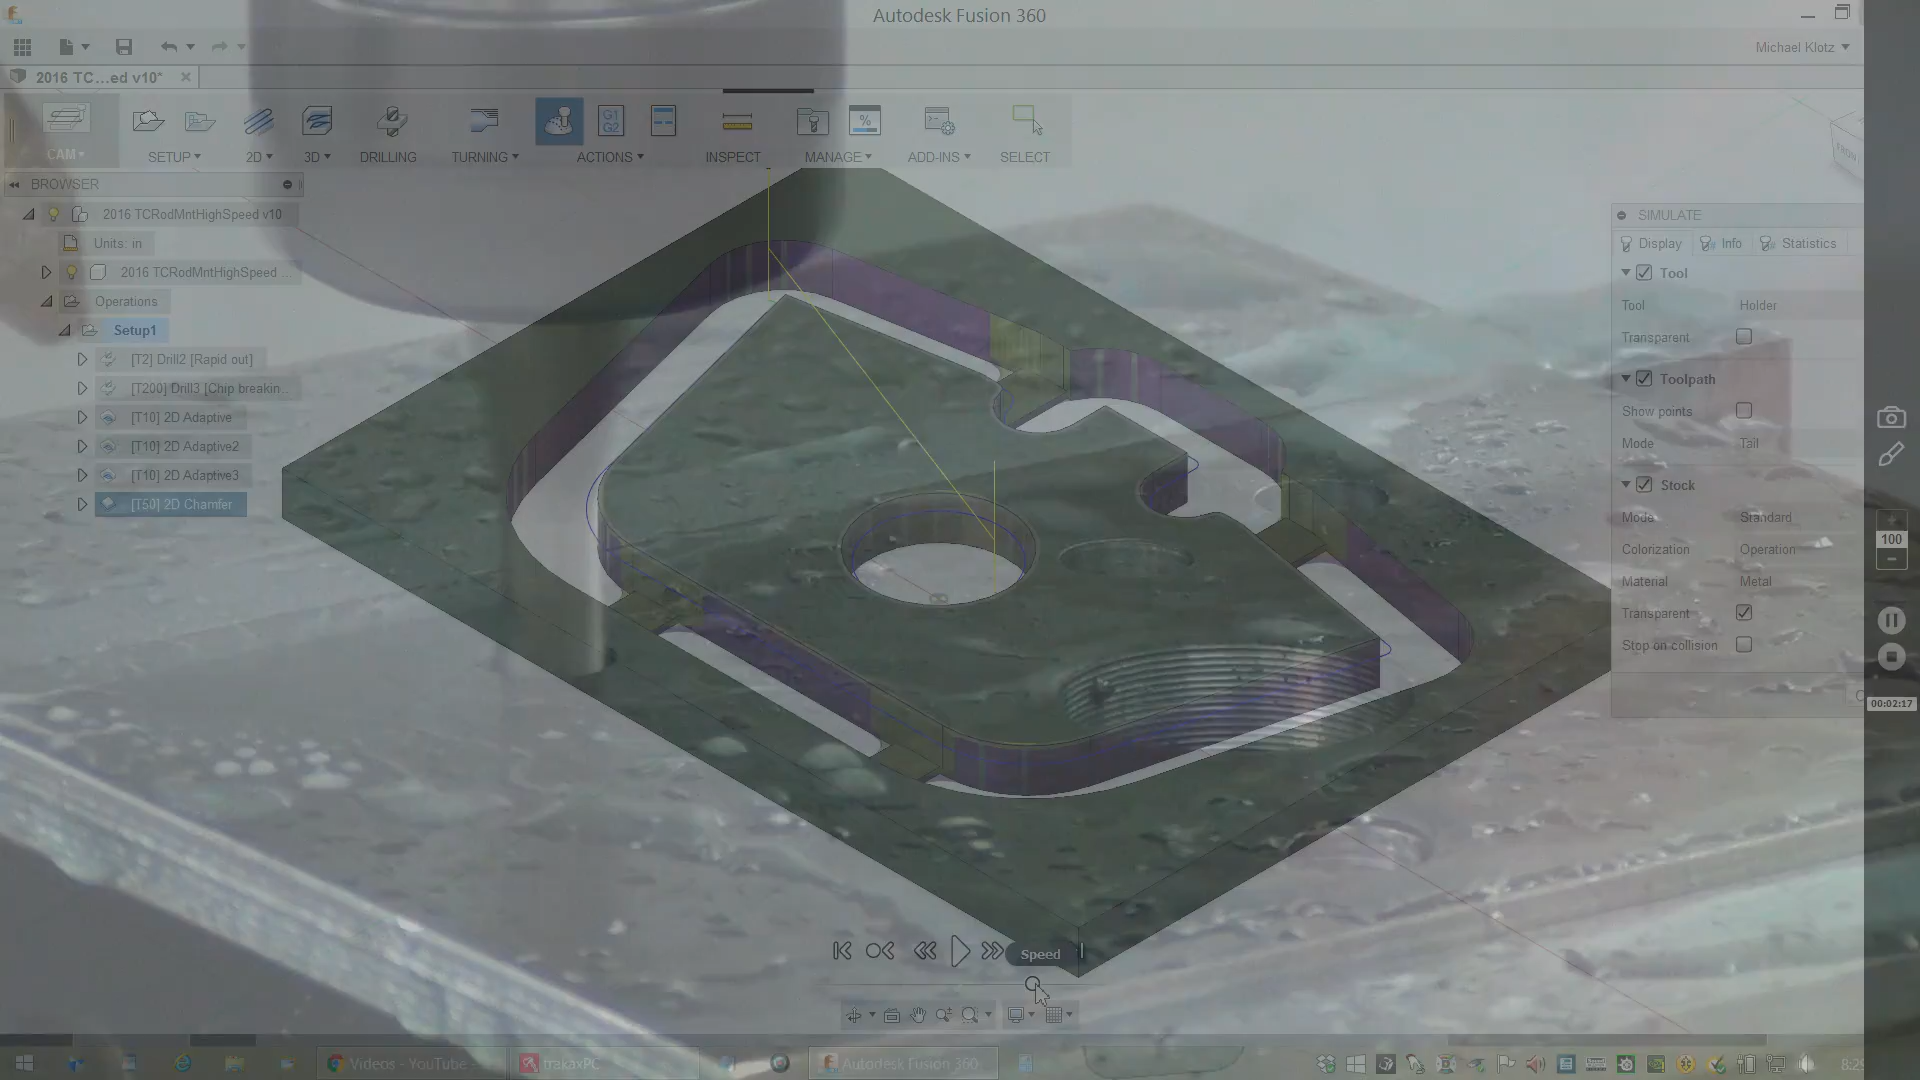 Autodesk Fusion 360
Michael Klotz
2016 TC...ed v10*
G1
G2
%
CAM
SETUP
2D
3D
DRILLING
TURNING
ACTIONS
INSPECT
MANAGE
ADD-INS
SELECT
BROWSER
2016 TCRodMntHighSpeed v10
Units: in
2016 TCRodMntHighSpeed ...
Operations
Setup1
[T2] Drill2 [Rapid out]
[T200] Drill3 [Chip breakin...
[T10] 2D Adaptive
[T10] 2D Adaptive2
[T10] 2D Adaptive3
[T50] 2D Chamfer
FRONT
SIMULATE
Display Info Statistics
Tool
Tool Holder
Transparent
Toolpath
Show points
Mode Tail
Stock
Mode Standard
Colorization Operation
Material Metal
Transparent
Stop on collision
100
00:02:17
Speed
Videos - YouTube -
trakaxPC
Autodesk Fusion 360